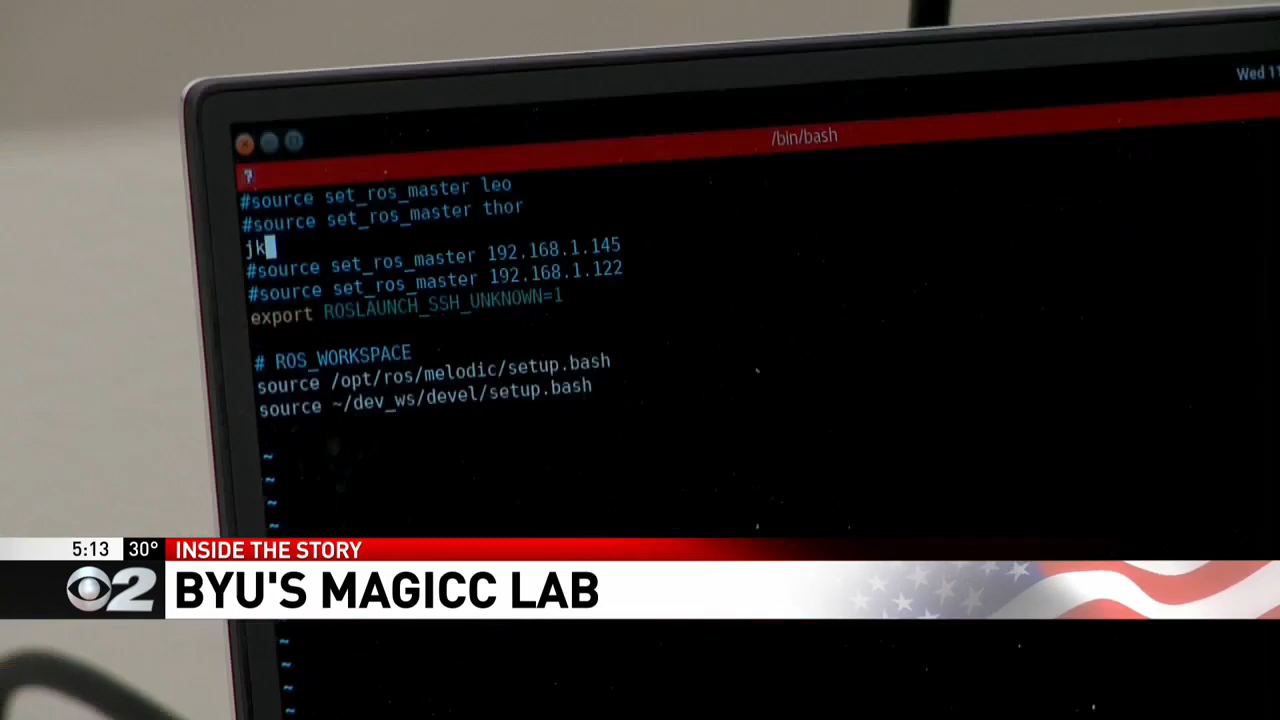 Wed 11
/bin/bash
#source set_ros_master leo
#source set_ros_master thor
jk
#source set_ros_master 192.168.1.145
#source set_ros_master 192.168.1.122
export ROSLAUNCH_SSH_UNKNOWN=1
# ROS_WORKSPACE
source /opt/ros/melodic/setup.bash
source ~/dev_ws/devel/setup.bash
~
~
~
~
5:13 30° INSIDE THE STORY
2 BYU'S MAGICC LAB
~
~
~
~